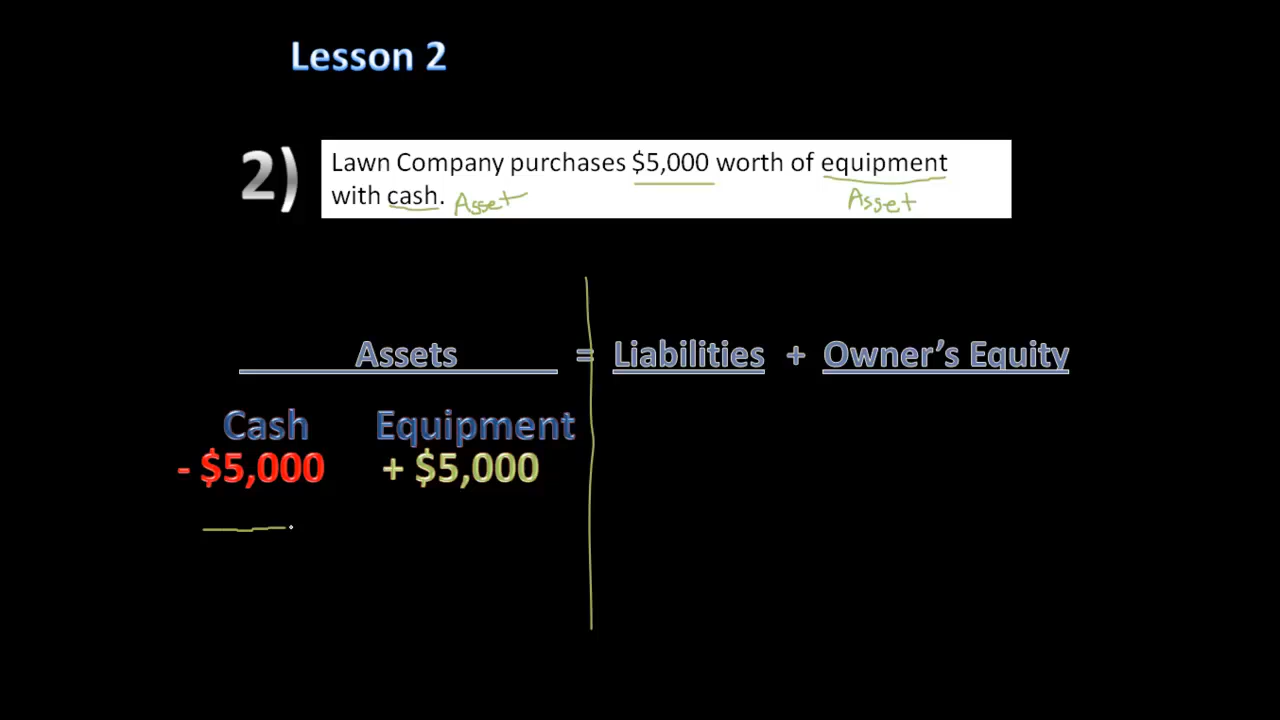 Lesson 2
2)
Lawn Company purchases $5,000 worth of equipment
with cash. Asset Asset
Assets = Liabilities + Owner’s Equity
Cash Equipment
- $5,000 + $5,000